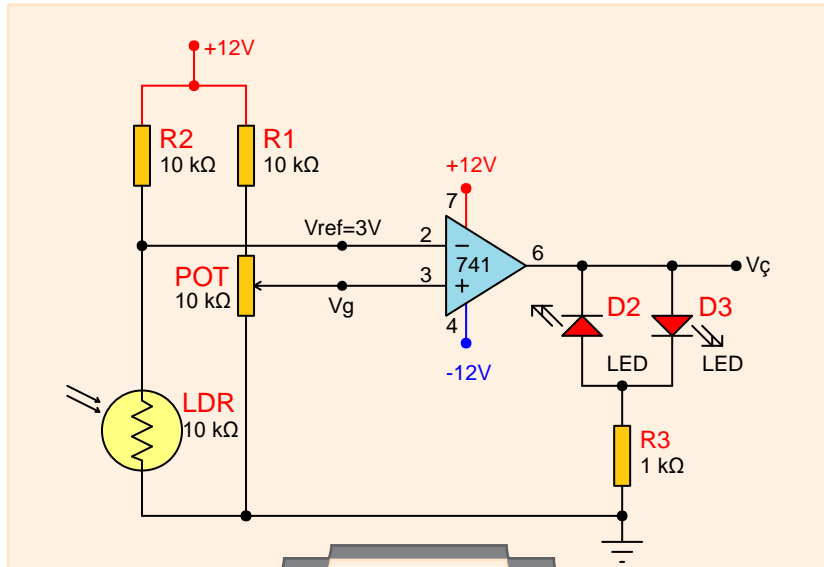 +12V
R2
10 kΩ
R1
10 kΩ
+12V
7
Vref=3V
2
6
Vç
741
−
+
POT
10 kΩ
3
Vg
4
-12V
D2
LED
D3
LED
LDR
10 kΩ
R3
1 kΩ